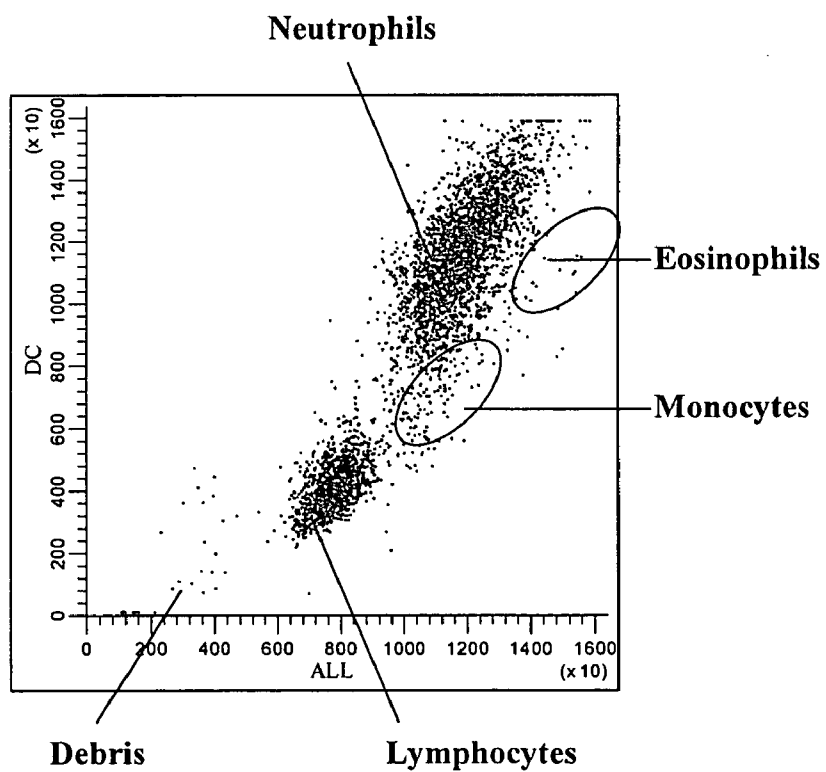 Neutrophils
(x 10)
1600
1400
1200
1000
800
600
400
200
0
DC
Eosinophils
Monocytes
0 200 400 600 800 1000 1200 1400 1600
ALL (x 10)
Debris Lymphocytes